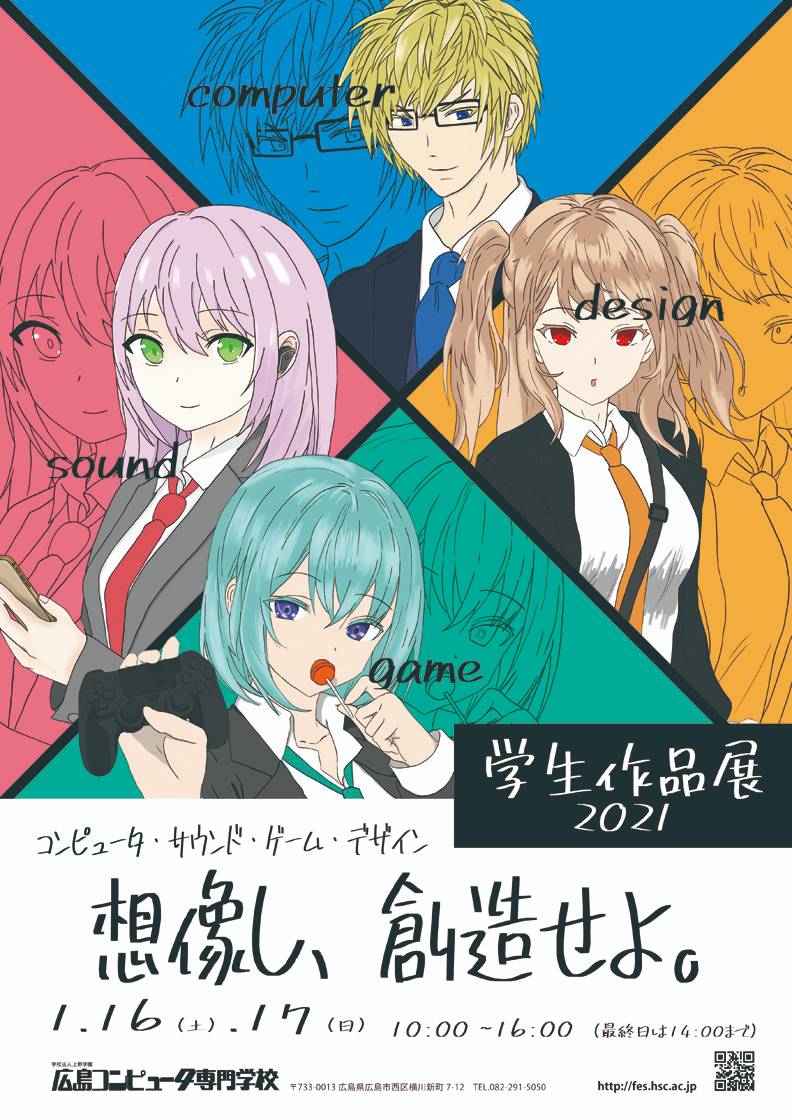 computer
design
sound
game
学生作品展
2021
コンピュータ・サウンド・ゲーム・デザイン
想像し、創造せよ。
1.16(土).17(日) 10:00~16:00 (最終日は14:00まで)
学校法人上野学園
広島コンピュータ専門学校 〒733-0013 広島県広島市西区横川新町7-12 TEL.082-291-5050 http://fes.hsc.ac.jp